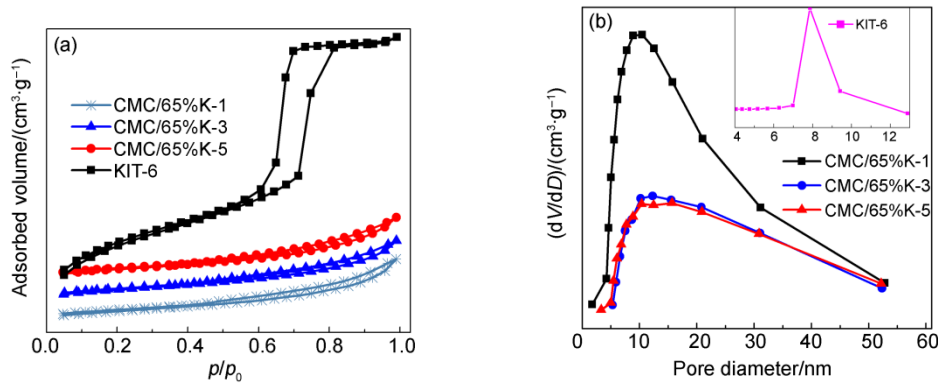 (a)
CMC/65%K-1
CMC/65%K-3
CMC/65%K-5
KIT-6
Adsorbed volume/(cm³·g⁻¹)
0.0 0.2 0.4 0.6 0.8 1.0
p/p₀
(b)
KIT-6
4 6 8 10 12
CMC/65%K-1
CMC/65%K-3
CMC/65%K-5
(dV/dD)/(cm³·g⁻¹)
0 10 20 30 40 50 60
Pore diameter/nm